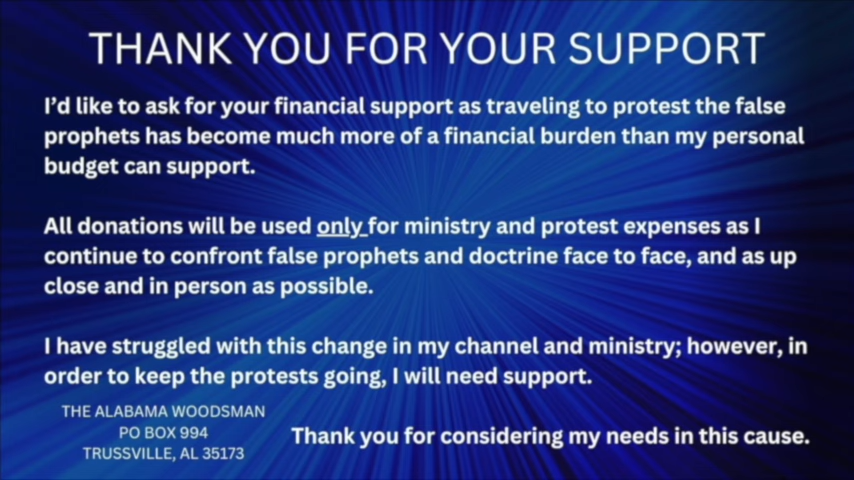 THANK YOU FOR YOUR SUPPORT
I’d like to ask for your financial support as traveling to protest the false
prophets has become much more of a financial burden than my personal
budget can support.
All donations will be used only for ministry and protest expenses as I
continue to confront false prophets and doctrine face to face, and as up
close and in person as possible.
I have struggled with this change in my channel and ministry; however, in
order to keep the protests going, I will need support.
THE ALABAMA WOODSMAN
PO BOX 994
TRUSSVILLE, AL 35173
Thank you for considering my needs in this cause.